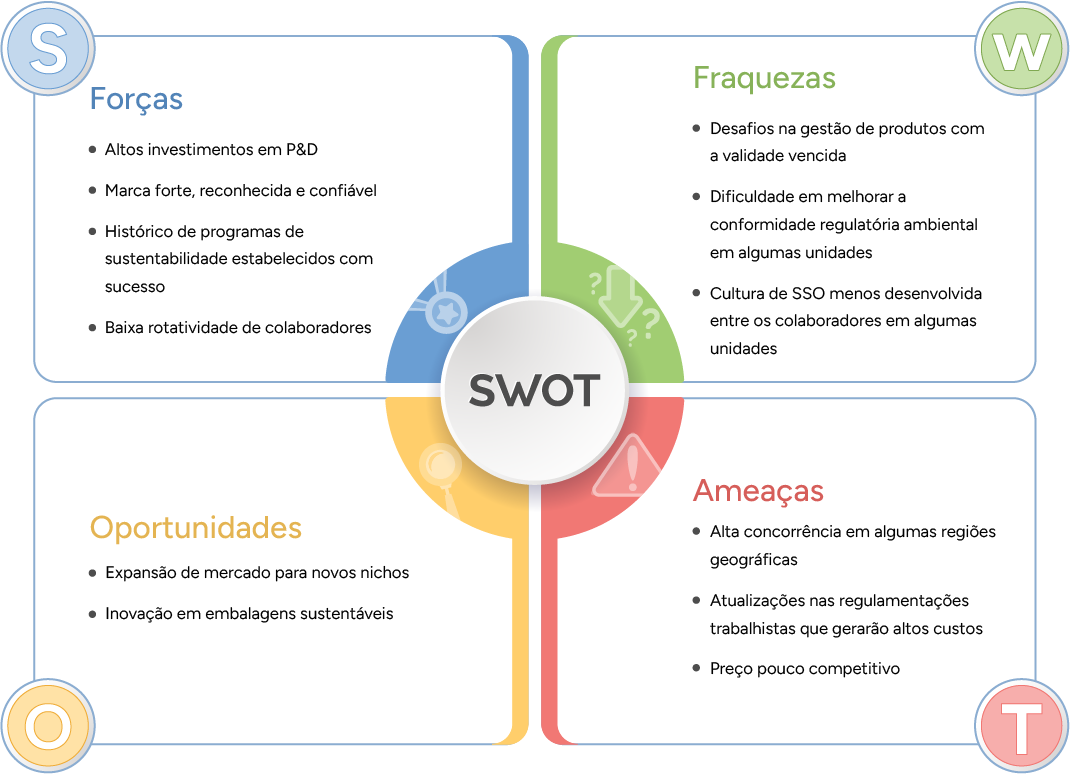 S
Forças
Altos investimentos em P&D
Marca forte, reconhecida e confiável
Histórico de programas de
sustentabilidade estabelecidos com
sucesso
Baixa rotatividade de colaboradores
W
Fraquezas
Desafios na gestão de produtos com
a validade vencida
Dificuldade em melhorar a
conformidade regulatória ambiental
em algumas unidades
Cultura de SSO menos desenvolvida
entre os colaboradores em algumas
unidades
SWOT
Oportunidades
Expansão de mercado para novos nichos
Inovação em embalagens sustentáveis
O
Ameaças
Alta concorrência em algumas regiões
geográficas
Atualizações nas regulamentações
trabalhistas que gerarão altos custos
Preço pouco competitivo
T